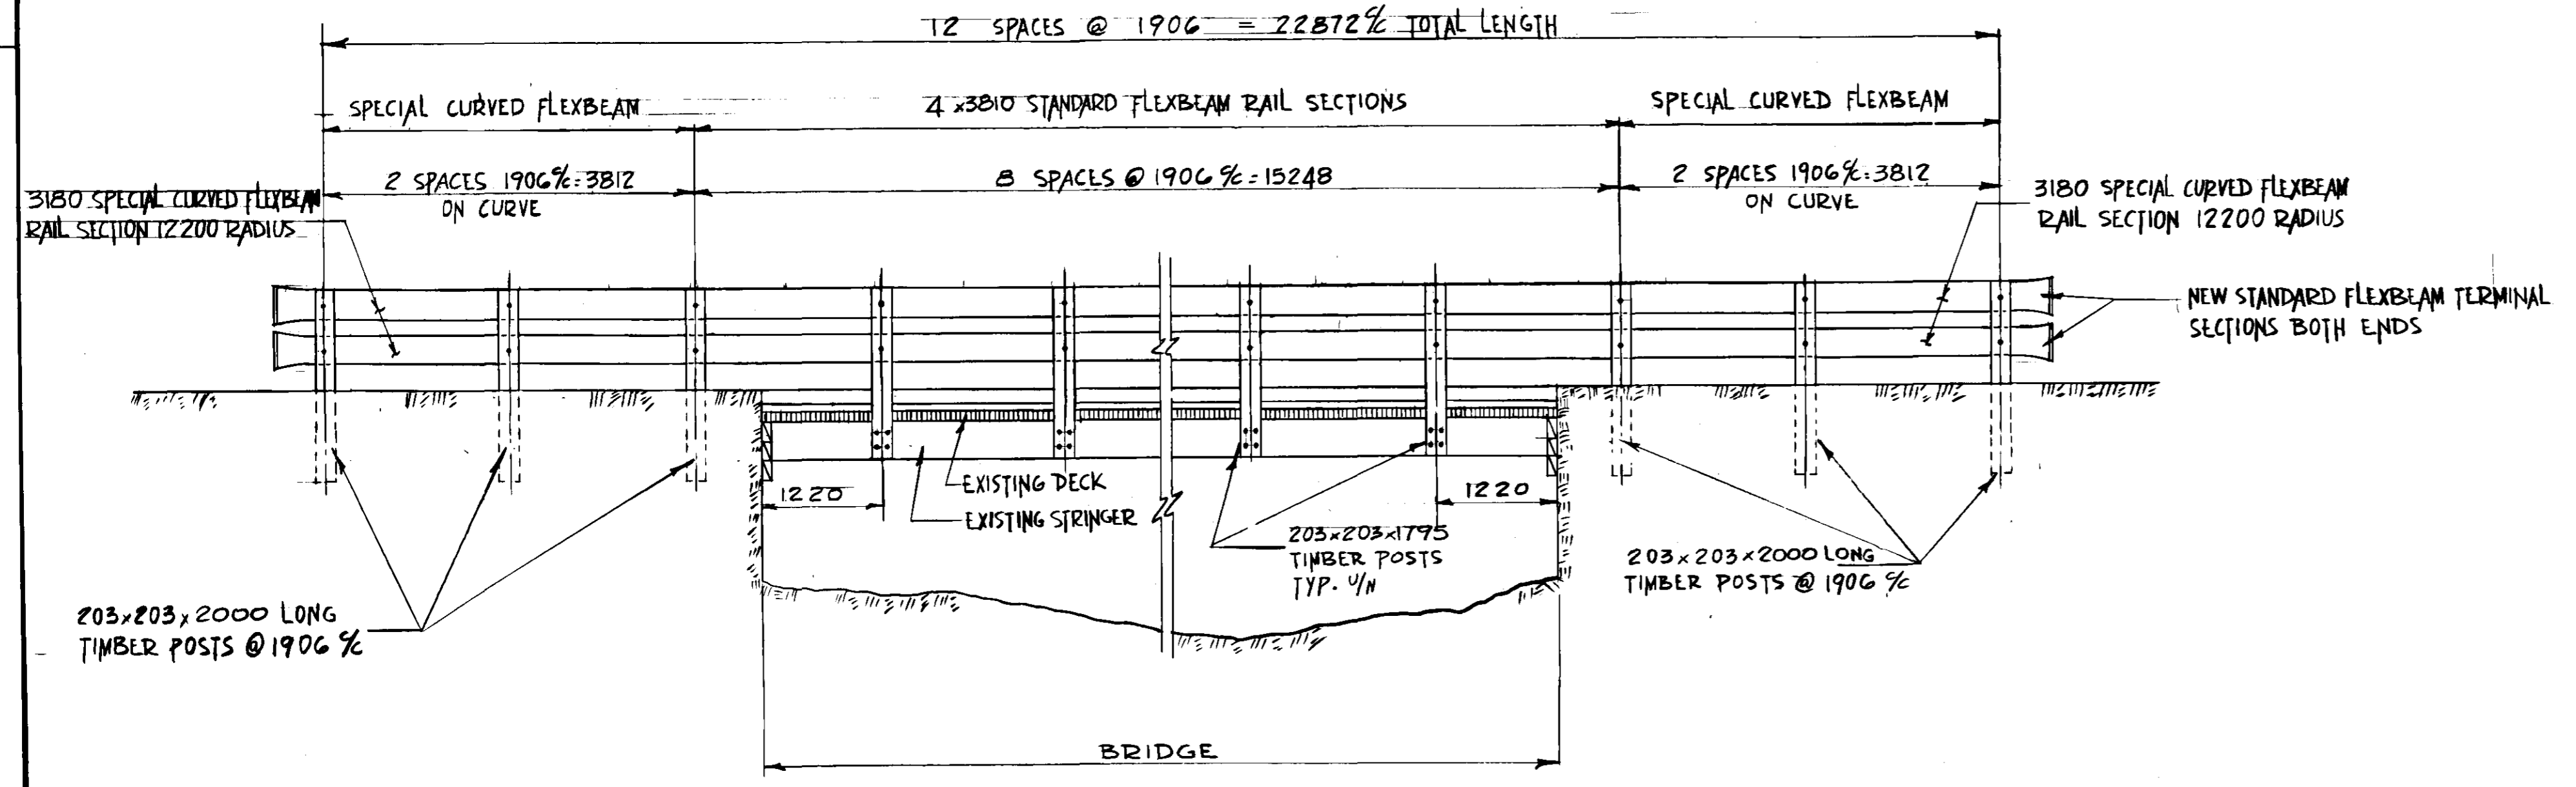 12 SPACES @ 1906 = 22872 c/c TOTAL LENGTH
SPECIAL CURVED FLEXBEAM
4 x3810 STANDARD FLEXBEAM RAIL SECTIONS
SPECIAL CURVED FLEXBEAM
2 SPACES 1906 c/c = 3812
ON CURVE
8 SPACES @ 1906 c/c = 15248
2 SPACES 1906 c/c = 3812
ON CURVE
3180 SPECIAL CURVED FLEXBEAM
RAIL SECTION 12200 RADIUS
3180 SPECIAL CURVED FLEXBEAM
RAIL SECTION 12200 RADIUS
NEW STANDARD FLEXBEAM TERMINAL
SECTIONS BOTH ENDS
1220
EXISTING DECK
EXISTING STRINGER
1220
203x203x1795
TIMBER POSTS
TYP. U/N
203x203x2000 LONG
TIMBER POSTS @ 1906 c/c
203x203x2000 LONG
TIMBER POSTS @ 1906 c/c
BRIDGE